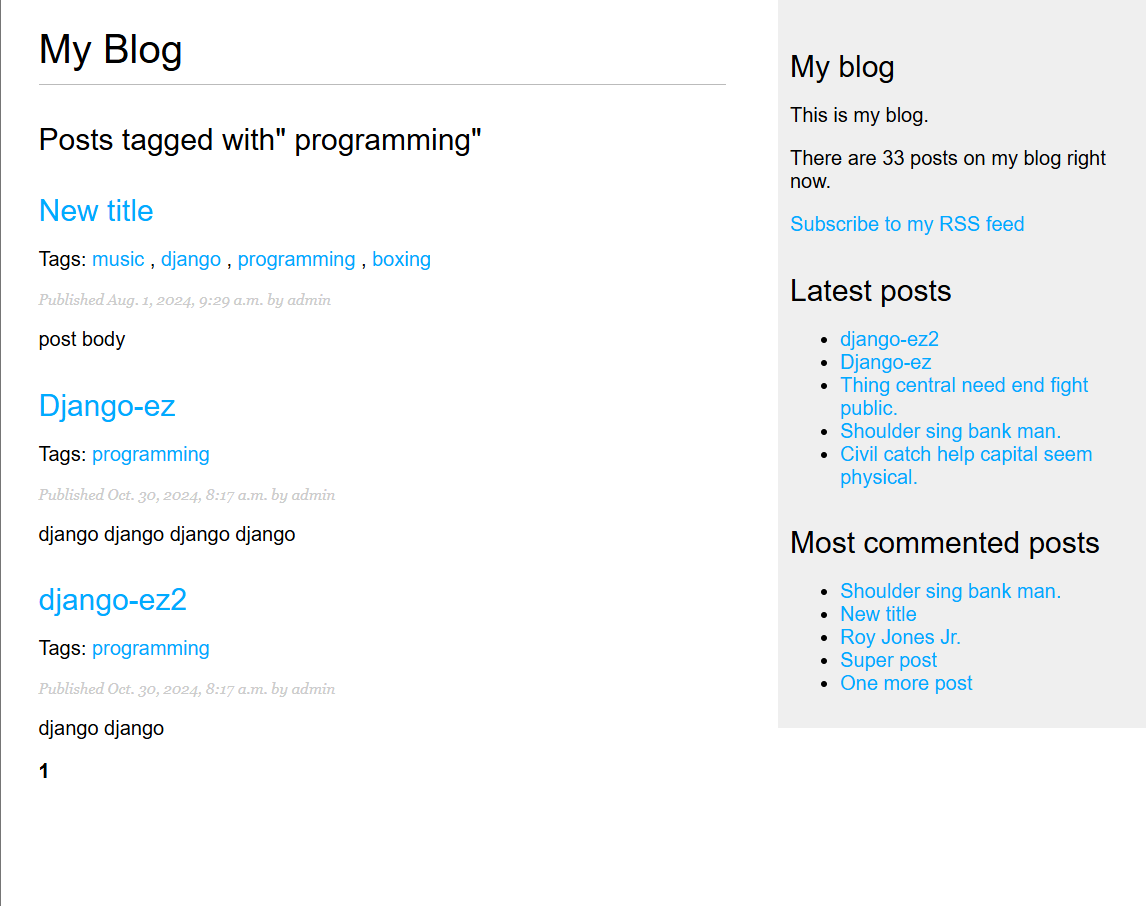 My Blog
Posts tagged with" programming"
New title
Tags: music , django , programming , boxing
Published Aug. 1, 2024, 9:29 a.m. by admin
post body
Django-ez
Tags: programming
Published Oct. 30, 2024, 8:17 a.m. by admin
django django django django
django-ez2
Tags: programming
Published Oct. 30, 2024, 8:17 a.m. by admin
django django
1
My blog
This is my blog.
There are 33 posts on my blog right
now.
Subscribe to my RSS feed
Latest posts
django-ez2
Django-ez
Thing central need end fight
public.
Shoulder sing bank man.
Civil catch help capital seem
physical.
Most commented posts
Shoulder sing bank man.
New title
Roy Jones Jr.
Super post
One more post